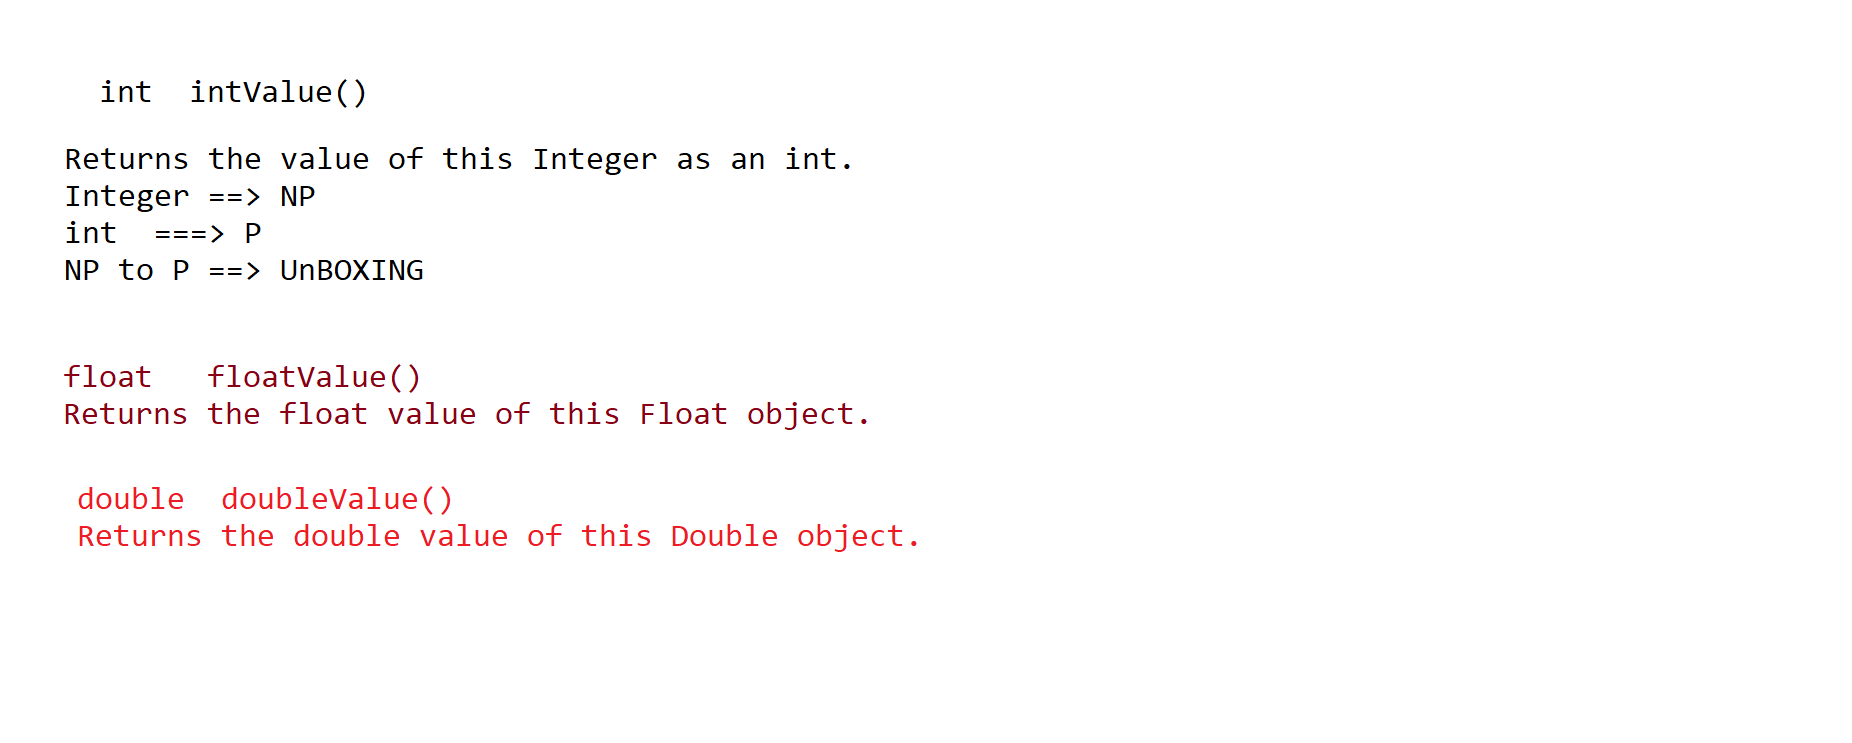 int  intValue()
Returns the value of this Integer as an int.
Integer ==> NP
int  ===> P
NP to P ==> UnBOXING
float   floatValue()
Returns the float value of this Float object.
double  doubleValue()
Returns the double value of this Double object.